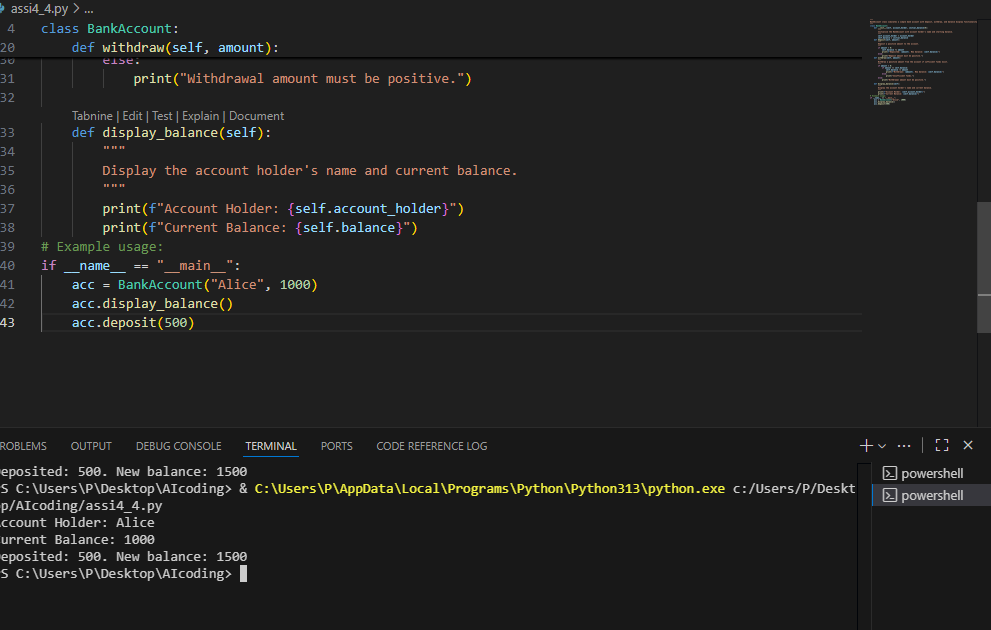 assi4_4.py > ...
4 class BankAccount:
20 def withdraw(self, amount):
30 else:
31 print("Withdrawal amount must be positive.")
32
Tabnine | Edit | Test | Explain | Document
33 def display_balance(self):
34 """
35 Display the account holder's name and current balance.
36 """
37 print(f"Account Holder: {self.account_holder}")
38 print(f"Current Balance: {self.balance}")
39 # Example usage:
40 if __name__ == "__main__":
41 acc = BankAccount("Alice", 1000)
42 acc.display_balance()
43 acc.deposit(500)
ROBLEMS OUTPUT DEBUG CONSOLE TERMINAL PORTS CODE REFERENCE LOG
eposited: 500. New balance: 1500
S C:\Users\P\Desktop\AIcoding> & C:\Users\P\AppData\Local\Programs\Python\Python313\python.exe c:/Users/P/Deskt
op/AIcoding/assi4_4.py
ccount Holder: Alice
urrent Balance: 1000
eposited: 500. New balance: 1500
S C:\Users\P\Desktop\AIcoding>
powershell
powershell